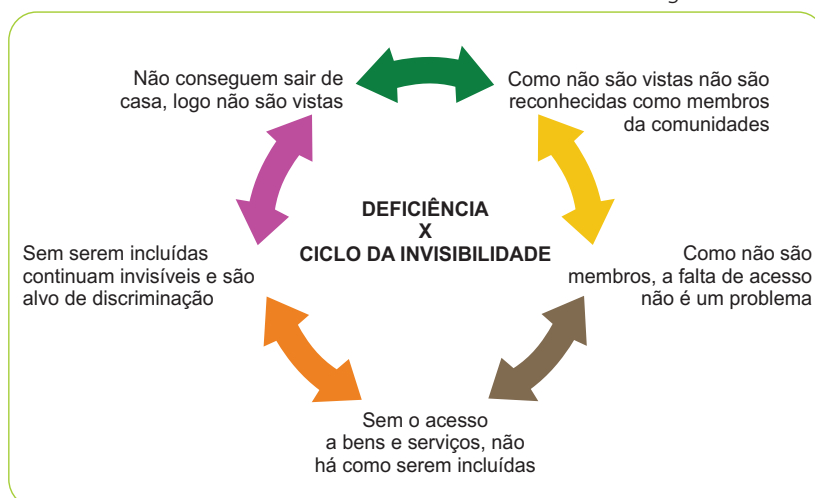 Não conseguem sair de
casa, logo não são vistas
Como não são vistas não são
reconhecidas como membros
da comunidades
DEFICIÊNCIA
X
CICLO DA INVISIBILIDADE
Sem serem incluídas
continuam invisíveis e são
alvo de discriminação
Como não são
membros, a falta de acesso
não é um problema
Sem o acesso
a bens e serviços, não
há como serem incluídas